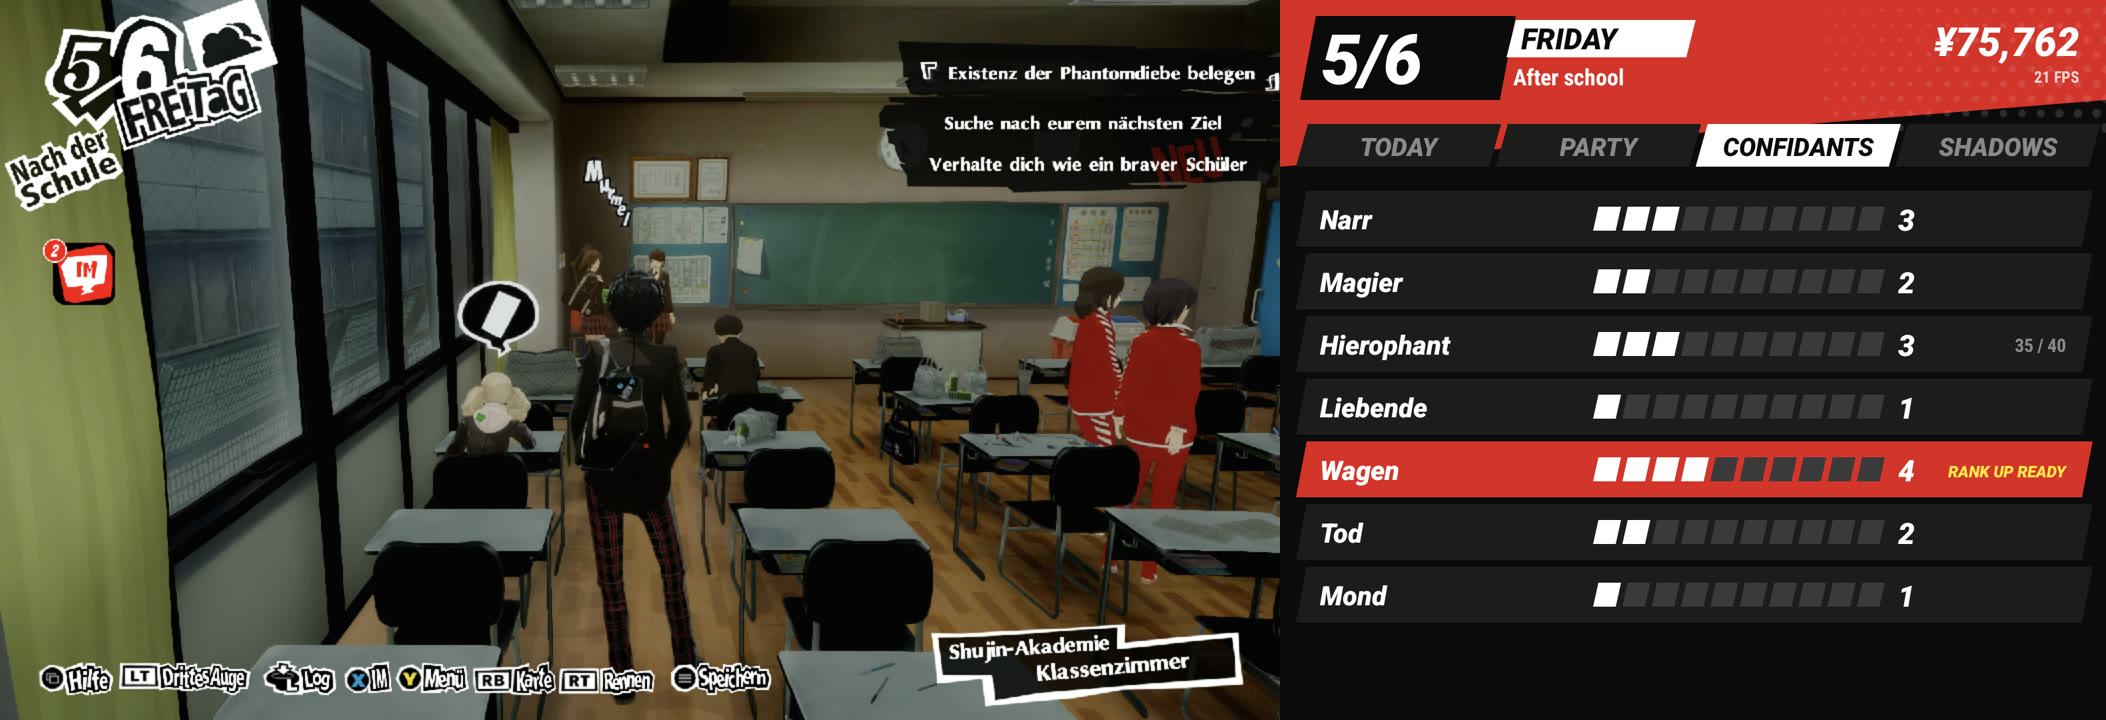 5/6
FREiTaG
Nach der
Schule
2
IM
Existenz der Phantomdiebe belegen
Suche nach eurem nächsten Ziel
NEU
Verhalte dich wie ein braver Schüler
Murmel
Shujin-Akademie
Klassenzimmer
Hilfe LT Drittes Auge L Log X IM Y Menü RB Karte RT Rennen Speichern
5/6
FRIDAY
After school
¥75,762
21 FPS
TODAY PARTY CONFIDANTS SHADOWS
Narr 3
Magier 2
Hierophant 3 35 / 40
Liebende 1
Wagen 4 RANK UP READY
Tod 2
Mond 1